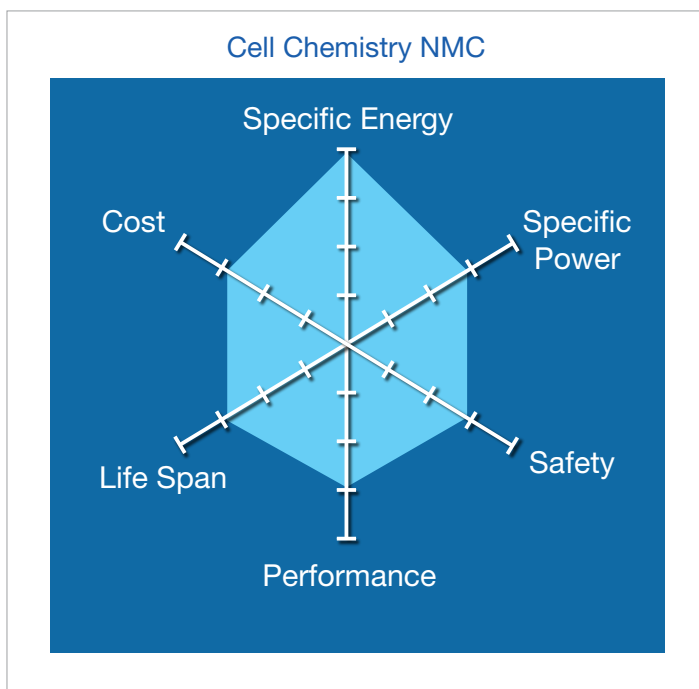 Cell Chemistry NMC
Specific Energy
Cost
Specific
Power
Life Span
Safety
Performance